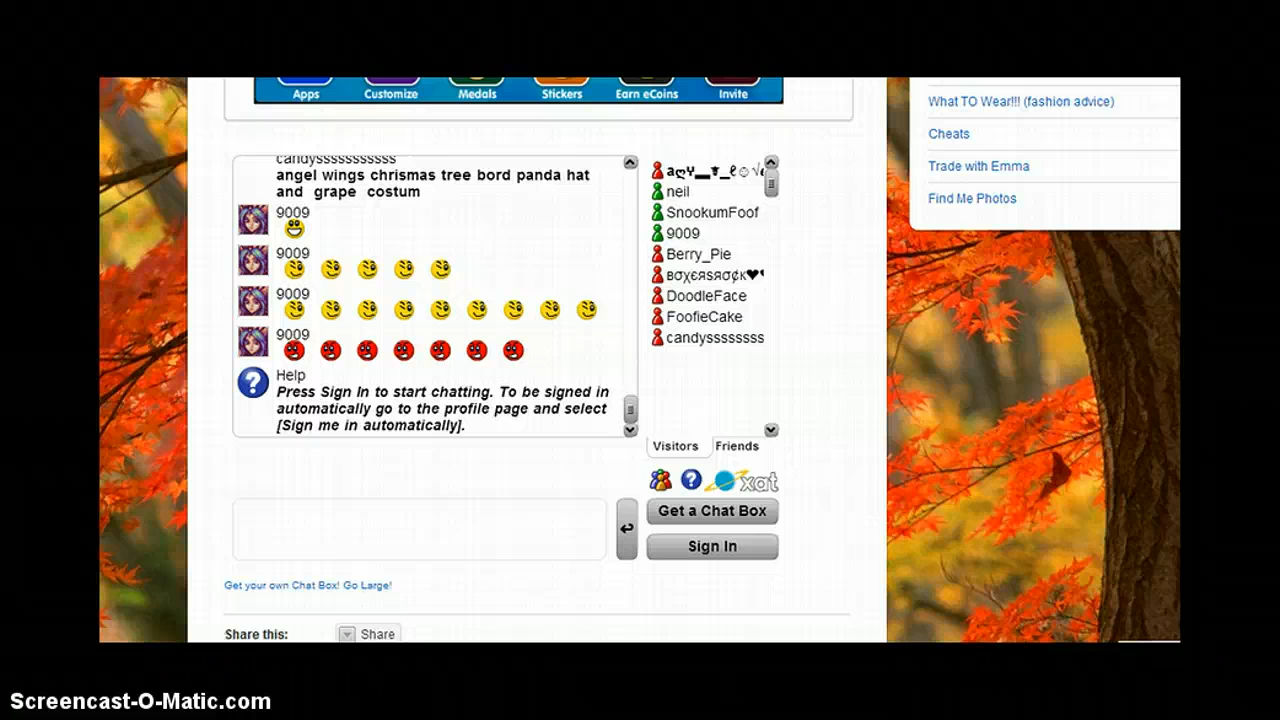 Apps Customize Medals Stickers Earn eCoins Invite
What TO Wear!!! (fashion advice)
Cheats
Trade with Emma
Find Me Photos
candysssssssssss
angel wings chrismas tree bord panda hat
and grape costum
9009
9009
9009
9009
Help
Press Sign In to start chatting. To be signed in
automatically go to the profile page and select
[Sign me in automatically].
neil
SnookumFoof
9009
Berry_Pie
вσχєяѕяσ¢к❤
DoodleFace
FoofieCake
candyssssssss
Visitors Friends
xat
Get a Chat Box
Sign In
Get your own Chat Box! Go Large!
Share this: Share
Screencast-O-Matic.com